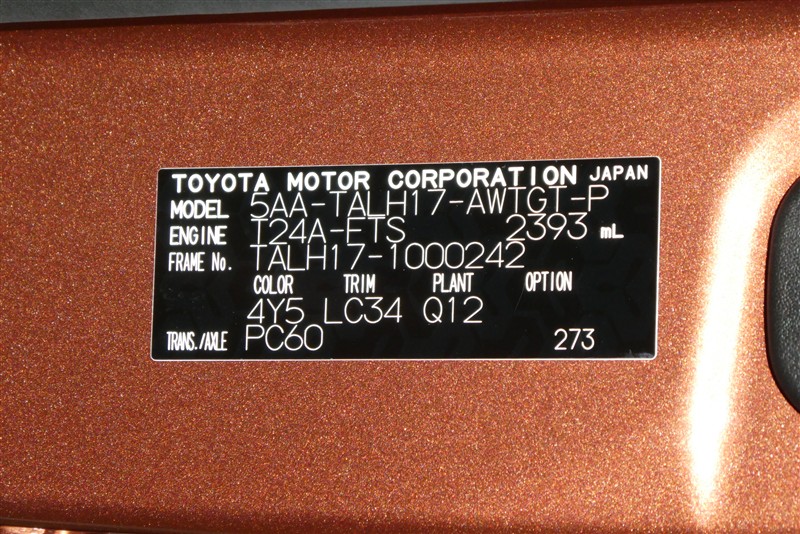 TOYOTA MOTOR CORPORATION JAPAN
MODEL 5AA-TALH17-AWTGT-P
ENGINE T24A-FTS 2393 mL
FRAME No. TALH17-1000242
COLOR TRIM PLANT OPTION
4Y5 LC34 Q12
TRANS./AXLE PC60 273